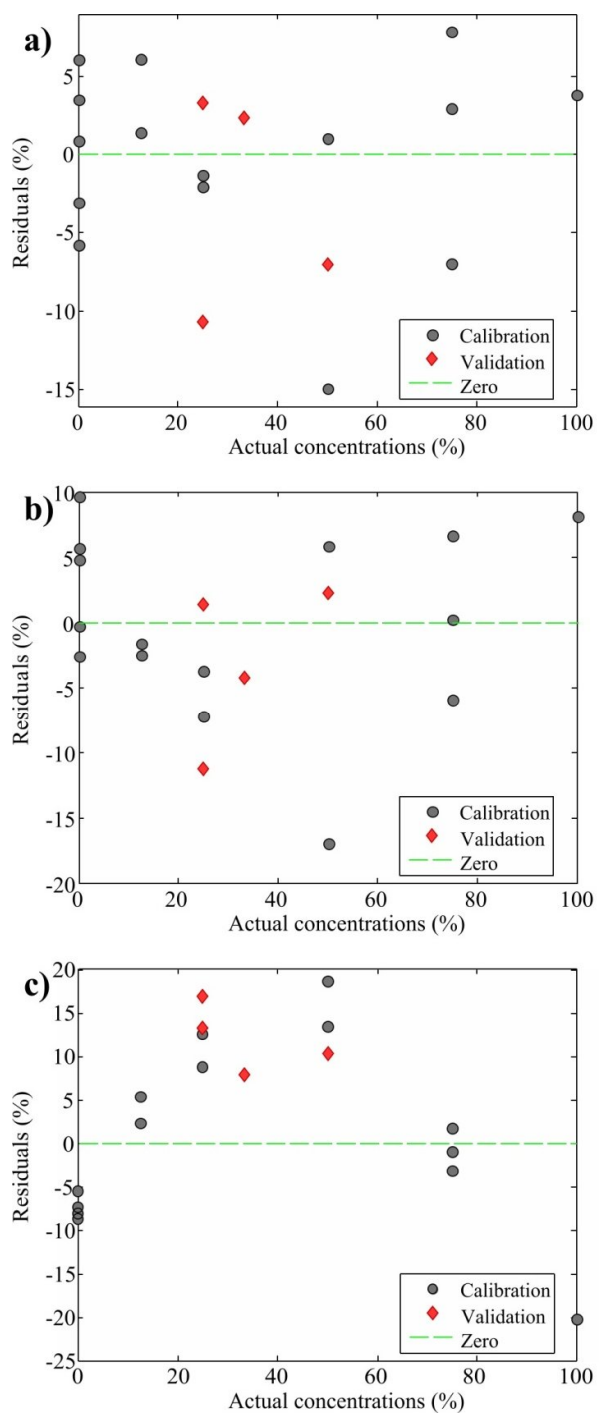 a)
5
0
-5
-10
-15
Residuals (%)
Calibration
Validation
Zero
0 20 40 60 80 100
Actual concentrations (%)
b)
10
5
0
-5
-10
-15
-20
Residuals (%)
Calibration
Validation
Zero
0 20 40 60 80 100
Actual concentrations (%)
c)
20
15
10
5
0
-5
-10
-15
-20
-25
Residuals (%)
Calibration
Validation
Zero
0 20 40 60 80 100
Actual concentrations (%)